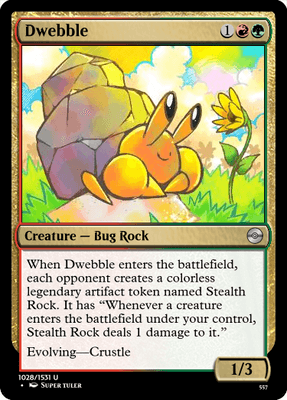 Dwebble 1
Creature — Bug Rock
When Dwebble enters the battlefield,
each opponent creates a colorless
legendary artifact token named Stealth
Rock. It has “Whenever a creature
enters the battlefield under your control,
Stealth Rock deals 1 damage to it.”
Evolving—Crustle
1/3
1028/1531 U
• SUPER TULER
557